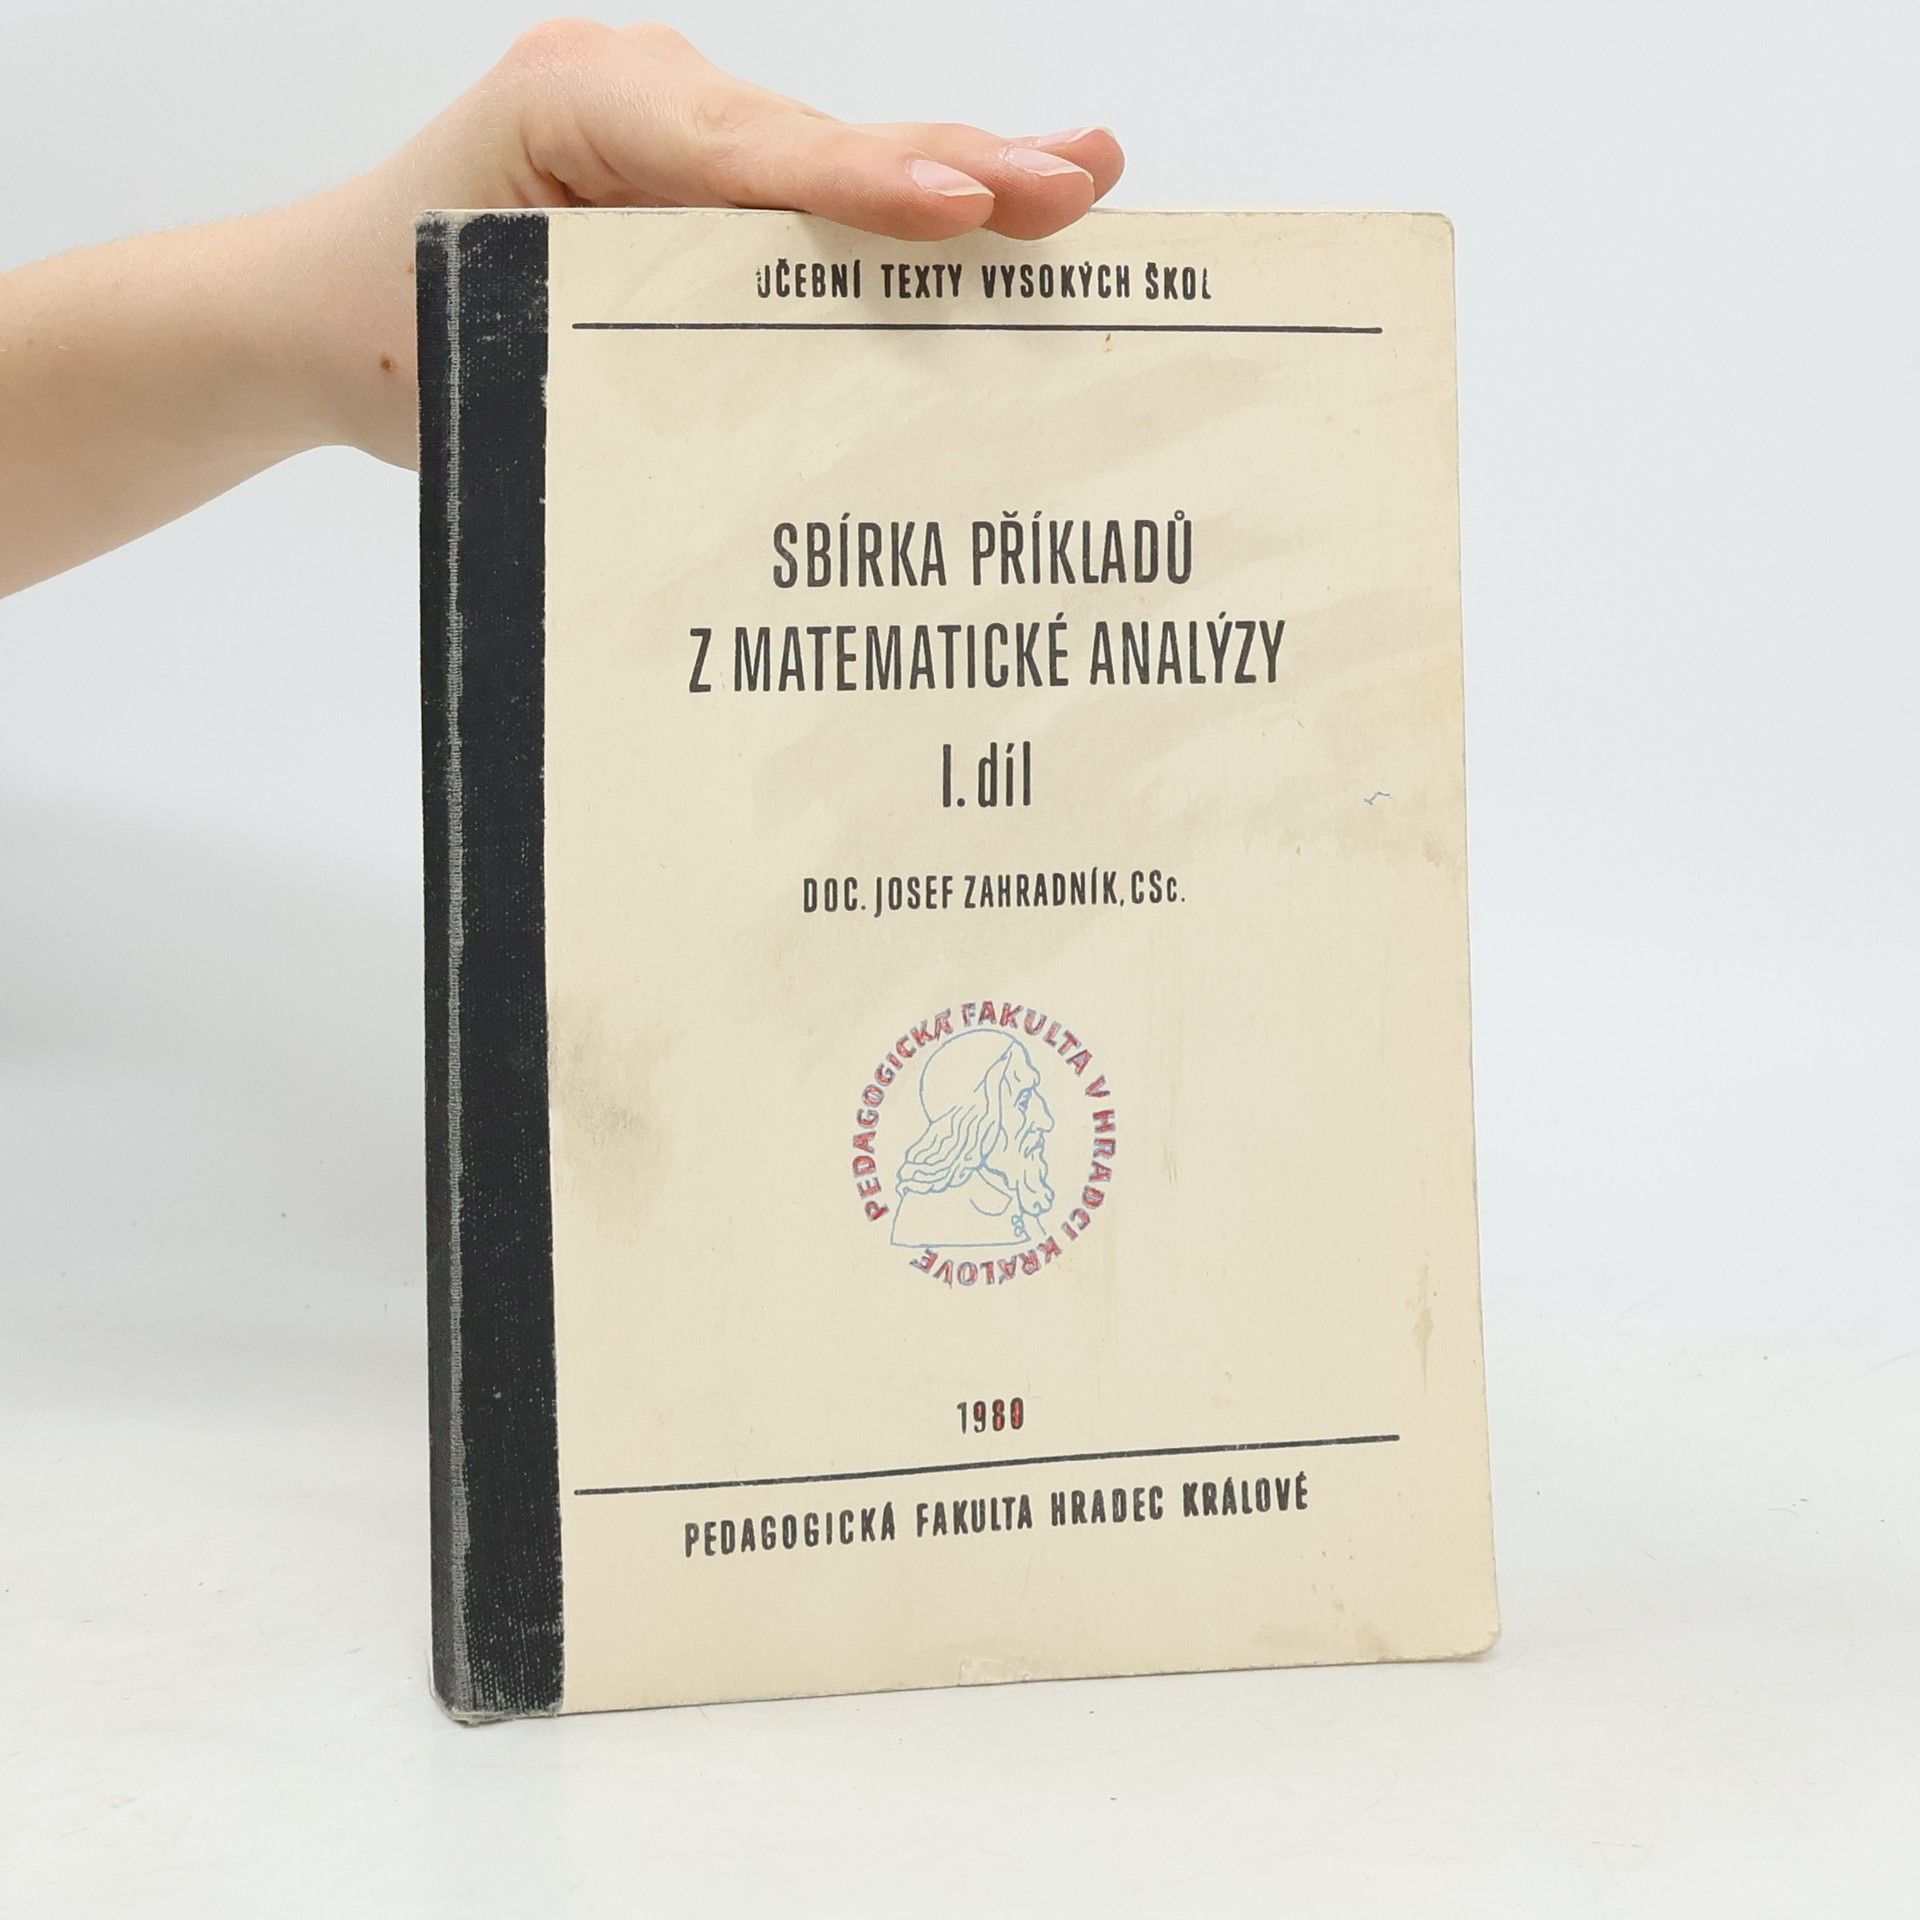 UČEBNÍ TEXTY VYSOKÝCH ŠKOL
SBÍRKA PŘÍKLADŮ
Z MATEMATICKÉ ANALÝZY
I. díl
DOC. JOSEF ZAHRADNÍK, CSc.
PEDAGOGICKÁ FAKULTA V HRADCI KRÁLOVÉ
1980
PEDAGOGICKÁ FAKULTA HRADEC KRÁLOVÉ